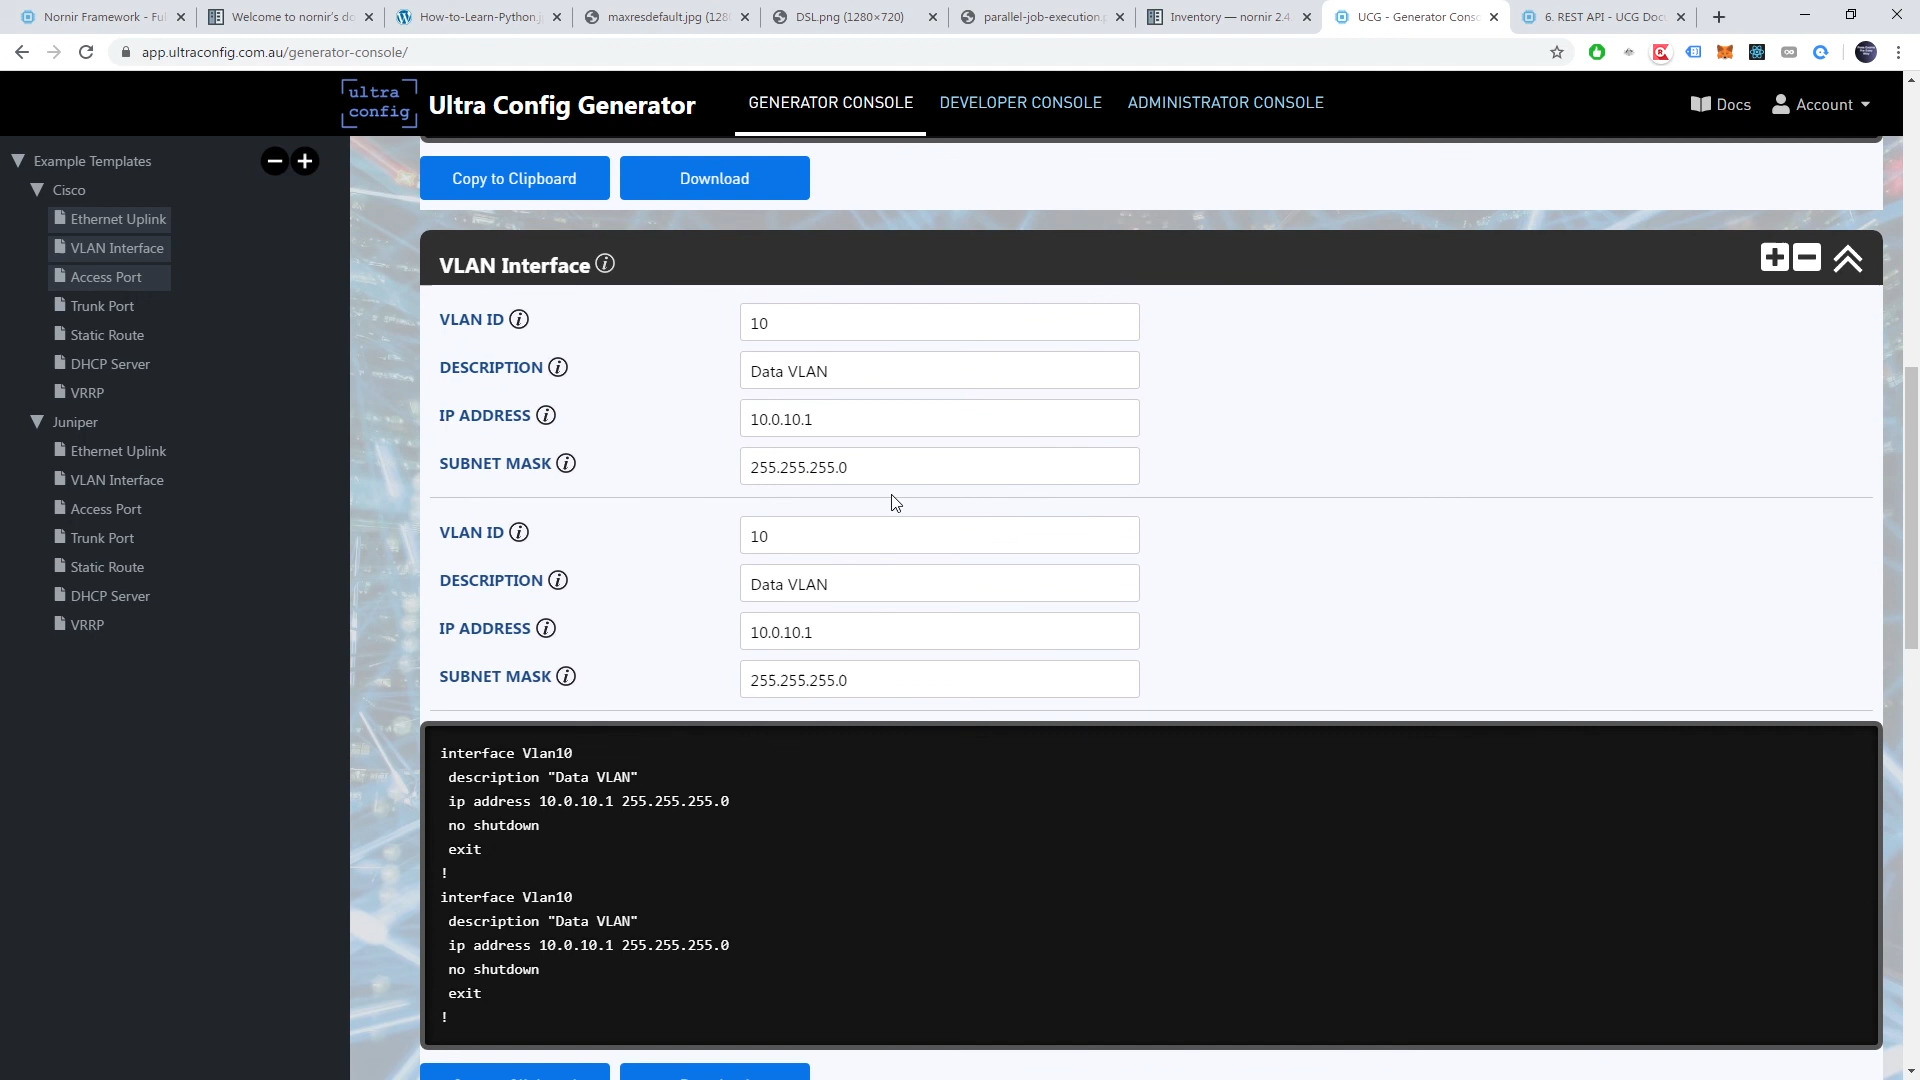 Nornir Framework - Ful
Welcome to nornir's do
How-to-Learn-Python.j
maxresdefault.jpg (128
DSL.png (1280×720)
parallel-job-execution.p
Inventory — nornir 2.4
UCG - Generator Conso
6. REST API - UCG Doc
app.ultraconfig.com.au/generator-console/
ultra
config
Ultra Config Generator
GENERATOR CONSOLE
DEVELOPER CONSOLE
ADMINISTRATOR CONSOLE
Docs
Account
Example Templates
Cisco
Ethernet Uplink
VLAN Interface
Access Port
Trunk Port
Static Route
DHCP Server
VRRP
Juniper
Ethernet Uplink
VLAN Interface
Access Port
Trunk Port
Static Route
DHCP Server
VRRP
Copy to Clipboard
Download
VLAN Interface
VLAN ID
10
DESCRIPTION
Data VLAN
IP ADDRESS
10.0.10.1
SUBNET MASK
255.255.255.0
VLAN ID
10
DESCRIPTION
Data VLAN
IP ADDRESS
10.0.10.1
SUBNET MASK
255.255.255.0
interface Vlan10
description "Data VLAN"
ip address 10.0.10.1 255.255.255.0
no shutdown
exit
!
interface Vlan10
description "Data VLAN"
ip address 10.0.10.1 255.255.255.0
no shutdown
exit
!